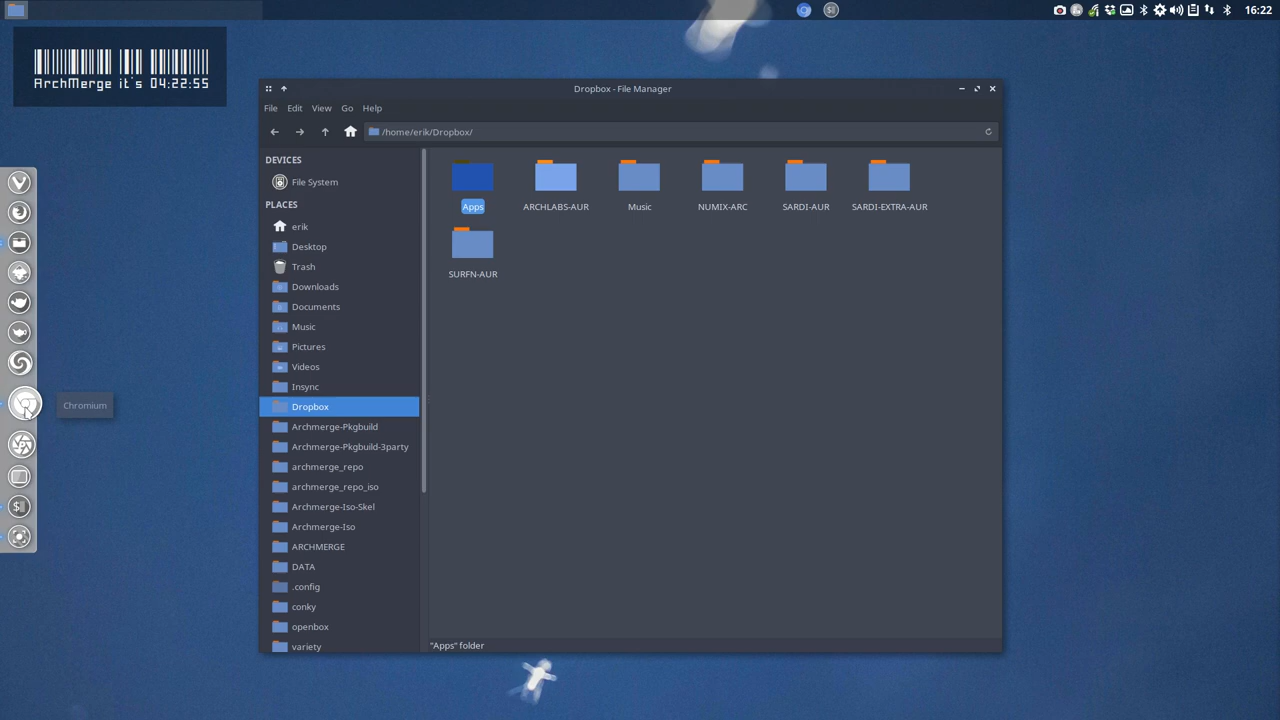 16:22
ArchMerge it's 04:22:55
Dropbox - File Manager
File Edit View Go Help
/home/erik/Dropbox/
DEVICES
File System
PLACES
erik
Desktop
Trash
Downloads
Documents
Music
Pictures
Videos
Insync
Dropbox
Archmerge-Pkgbuild
Archmerge-Pkgbuild-3party
archmerge_repo
archmerge_repo_iso
Archmerge-Iso-Skel
Archmerge-Iso
ARCHMERGE
DATA
.config
conky
openbox
variety
Apps ARCHLABS-AUR Music NUMIX-ARC SARDI-AUR SARDI-EXTRA-AUR
SURFN-AUR
"Apps" folder
Chromium